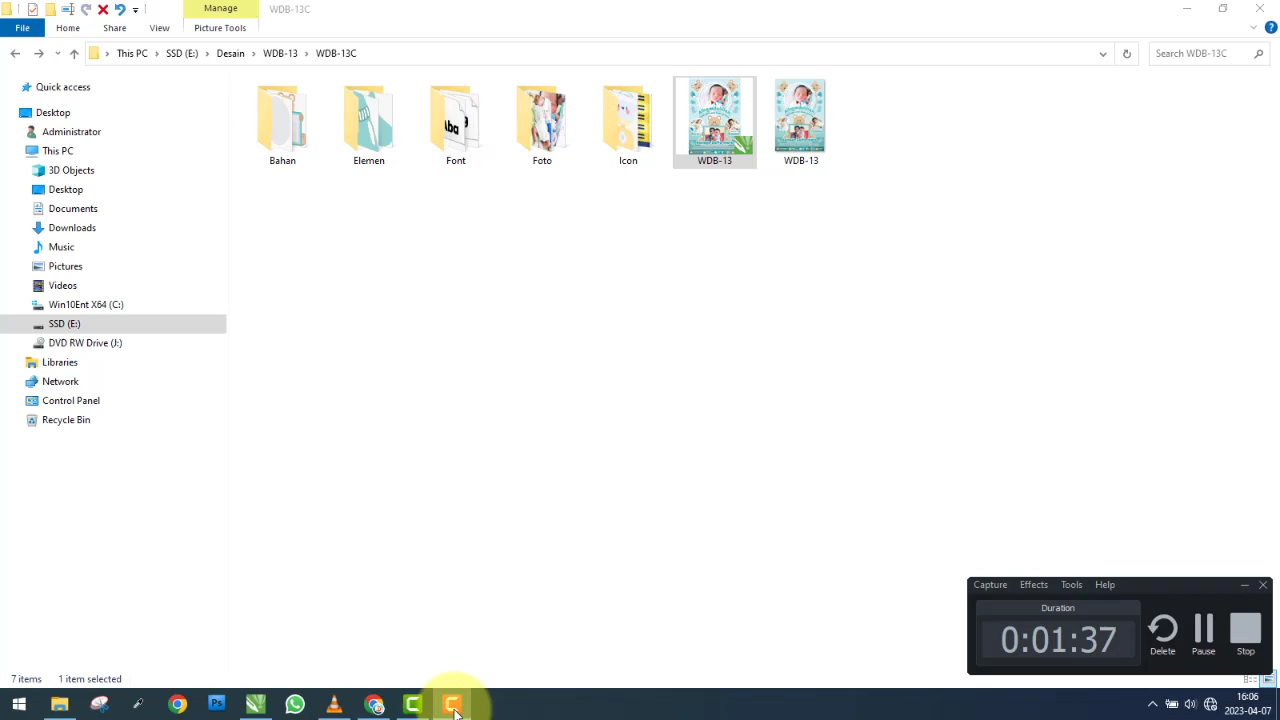 Manage
WDB-13C
File
Home
Share
View
Picture Tools
This PC
SSD (E:)
Desain
WDB-13
WDB-13C
Search WDB-13C
Quick access
Desktop
Administrator
This PC
3D Objects
Desktop
Documents
Downloads
Music
Pictures
Videos
Win10Ent X64 (C:)
SSD (E:)
DVD RW Drive (J:)
Libraries
Network
Control Panel
Recycle Bin
Aba
Bahan
Elemen
Font
Foto
Icon
WDB-13
WDB-13
Capture
Effects
Tools
Help
Duration
0:01:37
Delete
Pause
Stop
7 items
1 item selected
Ps
16:06
2023-04-07